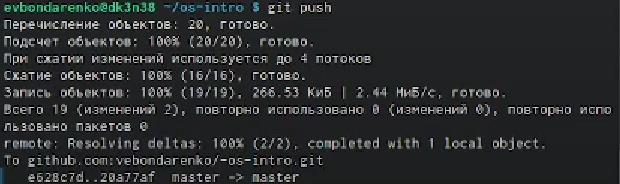 evbondarenko@dk3n38 ~/os-intro $ git push
Перечисление объектов: 20, готово.
Подсчет объектов: 100% (20/20), готово.
При сжатии изменений используется до 4 потоков
Сжатие объектов: 100% (16/16), готово.
Запись объектов: 100% (19/19), 266.53 КиБ | 2.44 МиБ/с, готово.
Всего 19 (изменений 2), повторно использовано 0 (изменений 0), повторно испо
льзовано пакетов 0
remote: Resolving deltas: 100% (2/2), completed with 1 local object.
To github.com:vebondarenko/-os-intro.git
e628c7d..20a77af master -> master